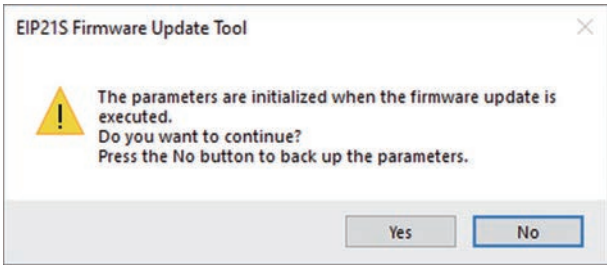 EIP21S Firmware Update Tool
The parameters are initialized when the firmware update is
executed.
Do you want to continue?
Press the No button to back up the parameters.
Yes
No